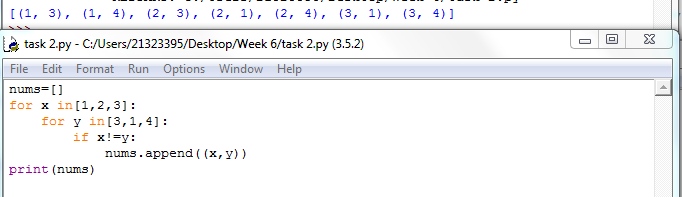 [(1, 3), (1, 4), (2, 3), (2, 1), (2, 4), (3, 1), (3, 4)]
>>>
task 2.py - C:/Users/21323395/Desktop/Week 6/task 2.py (3.5.2)
File Edit Format Run Options Window Help
nums=[]
for x in[1,2,3]:
    for y in[3,1,4]:
        if x!=y:
            nums.append((x,y))
print(nums)